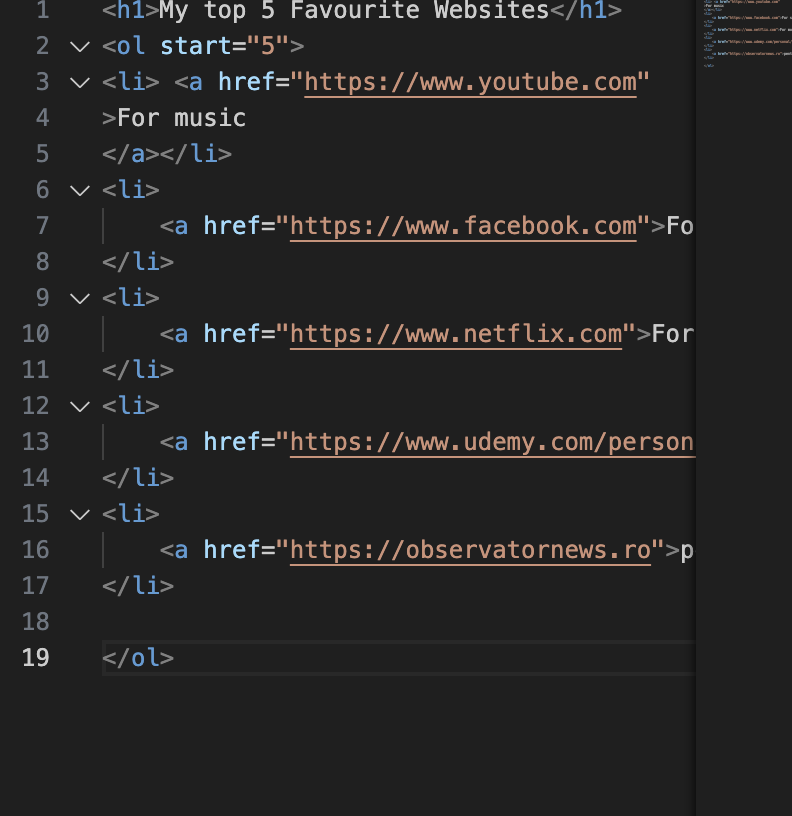 1 <h1>My top 5 Favourite Websites</h1>
2 <ol start="5">
3 <li> <a href="https://www.youtube.com"
4 >For music
5 </a></li>
6 <li>
7 <a href="https://www.facebook.com">Fo
8 </li>
9 <li>
10 <a href="https://www.netflix.com">For
11 </li>
12 <li>
13 <a href="https://www.udemy.com/person
14 </li>
15 <li>
16 <a href="https://observatornews.ro">p
17 </li>
18
19 </ol>